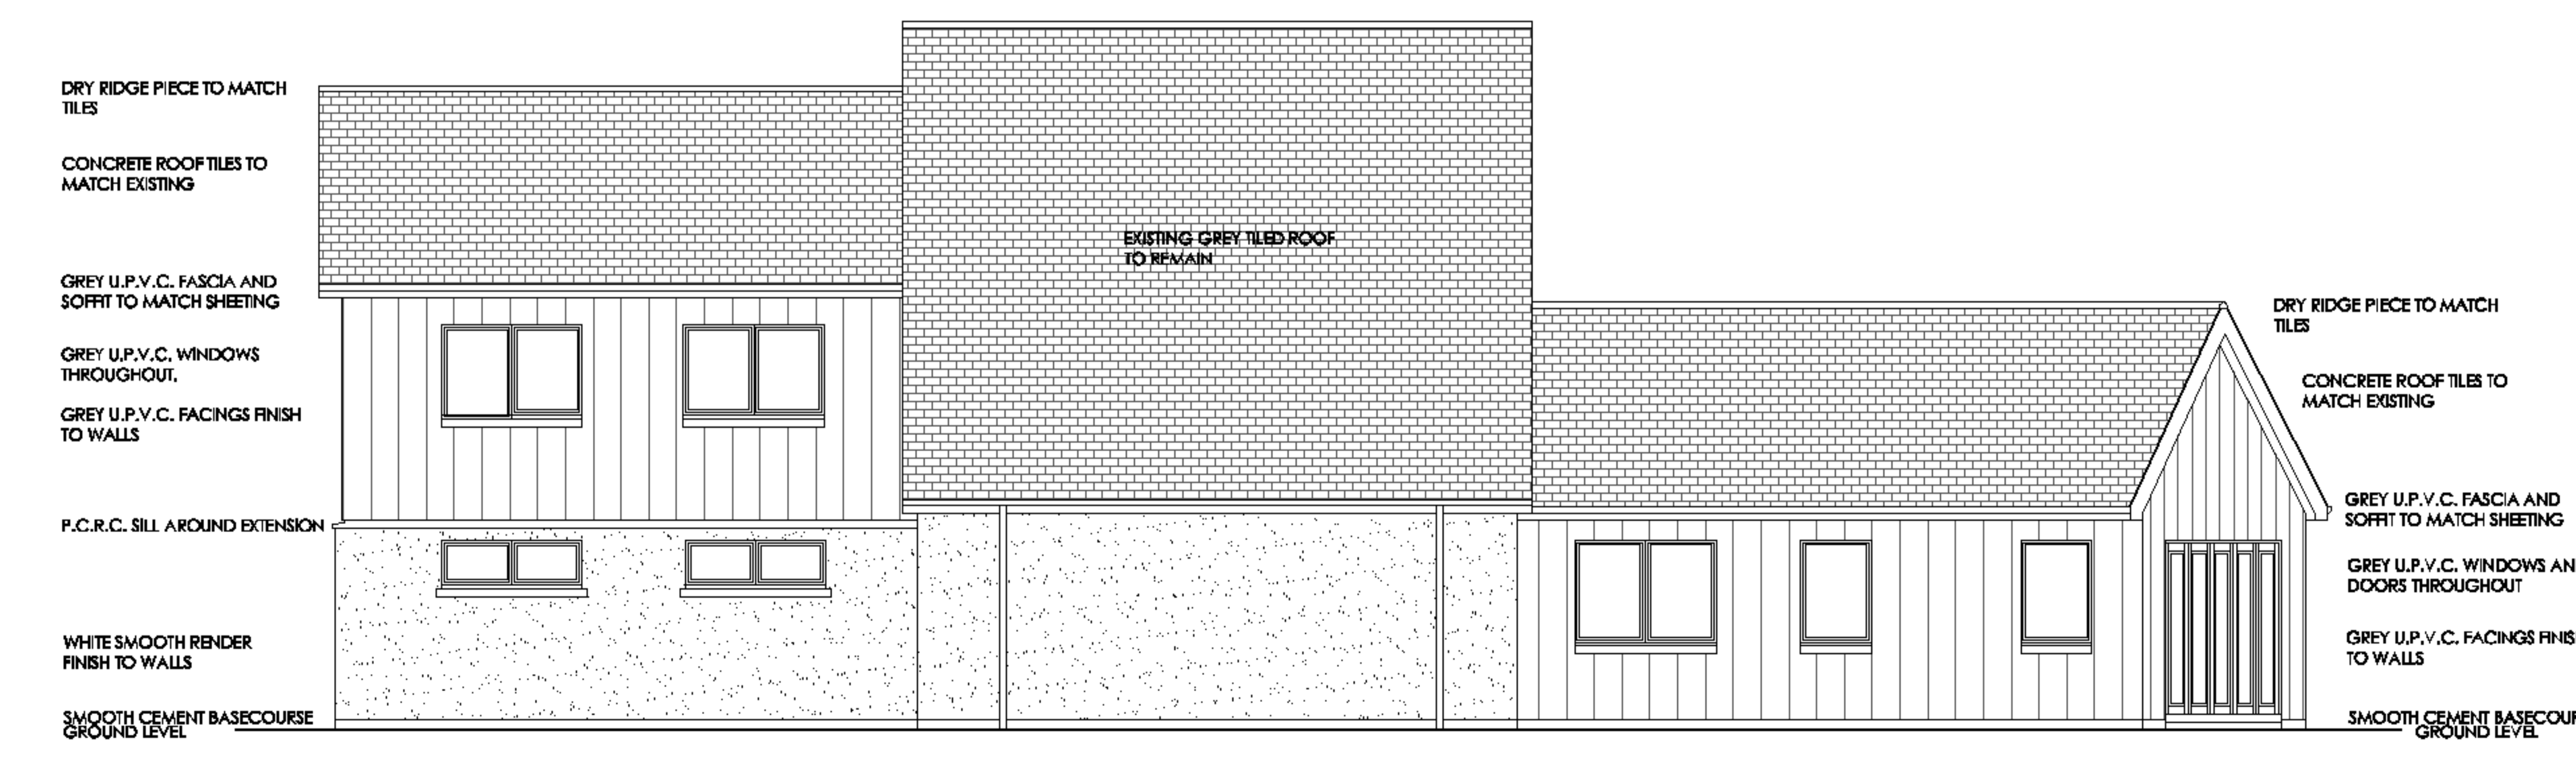 DRY RIDGE PIECE TO MATCH
TILES
CONCRETE ROOF TILES TO
MATCH EXISTING
GREY U.P.V.C. FASCIA AND
SOFFIT TO MATCH SHEETING
GREY U.P.V.C. WINDOWS
THROUGHOUT.
GREY U.P.V.C. FACINGS FINISH
TO WALLS
P.C.R.C. SILL AROUND EXTENSION
WHITE SMOOTH RENDER
FINISH TO WALLS
SMOOTH CEMENT BASECOURSE
GROUND LEVEL
EXISTING GREY TILED ROOF
TO REMAIN
DRY RIDGE PIECE TO MATCH
TILES
CONCRETE ROOF TILES TO
MATCH EXISTING
GREY U.P.V.C. FASCIA AND
SOFFIT TO MATCH SHEETING
GREY U.P.V.C. WINDOWS AN
DOORS THROUGHOUT
GREY U.P.V.C. FACINGS FINIS
TO WALLS
SMOOTH CEMENT BASECOUR
GROUND LEVEL